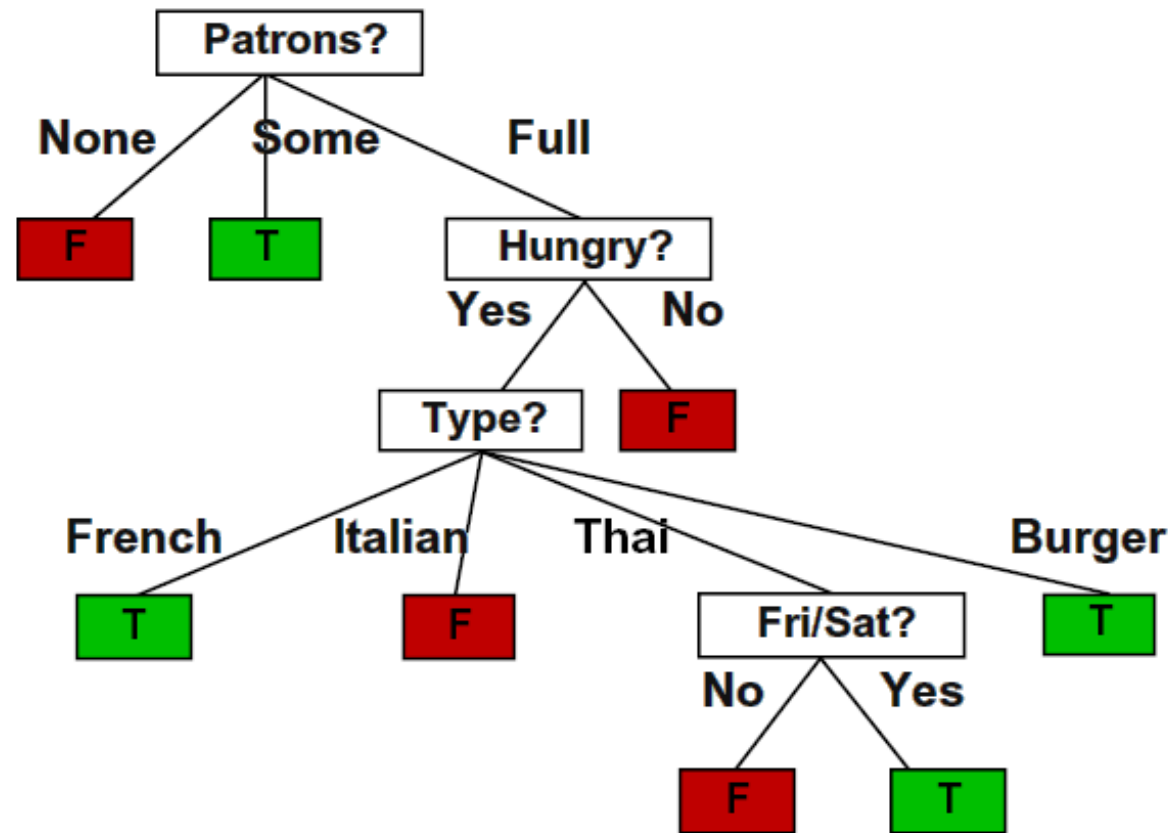 Patrons?
None Some Full
F T Hungry?
Yes No
Type? F
French Italian Thai Burger
T F Fri/Sat? T
No Yes
F T